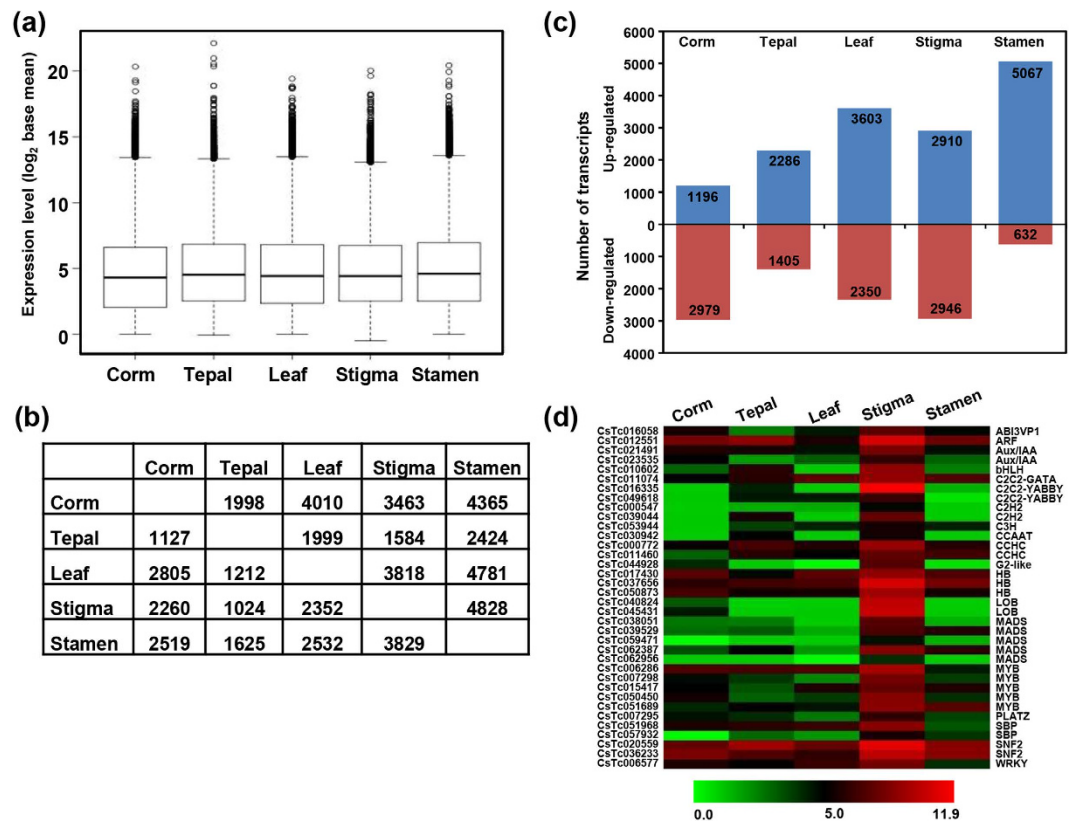 (a)
Expression level (log2 base mean)
20
15
10
5
0
Corm Tepal Leaf Stigma Stamen
(b)
Corm Tepal Leaf Stigma Stamen
Corm 1998 4010 3463 4365
Tepal 1127 1999 1584 2424
Leaf 2805 1212 3818 4781
Stigma 2260 1024 2352 4828
Stamen 2519 1625 2532 3829
(c)
Number of transcripts
Up-regulated
Down-regulated
6000
5000
4000
3000
2000
1000
0
1000
2000
3000
4000
Corm Tepal Leaf Stigma Stamen
1196 2286 3603 2910 5067
2979 1405 2350 2946 632
(d)
Corm Tepal Leaf Stigma Stamen
CsTc016058 ABI3VP1
CsTc012551 ARF
CsTc021491 Aux/IAA
CsTc023535 Aux/IAA
CsTc010602 bHLH
CsTc011074 C2C2-GATA
CsTc016335 C2C2-YABBY
CsTc049618 C2C2-YABBY
CsTc000547 C2H2
CsTc039044 C2H2
CsTc053944 C3H
CsTc030942 CCAAT
CsTc000772 CCHC
CsTc011460 CCHC
CsTc044928 G2-like
CsTc017430 HB
CsTc037656 HB
CsTc050873 HB
CsTc040824 LOB
CsTc045431 LOB
CsTc038051 MADS
CsTc039529 MADS
CsTc059471 MADS
CsTc062387 MADS
CsTc062956 MADS
CsTc006286 MYB
CsTc007298 MYB
CsTc015417 MYB
CsTc050450 MYB
CsTc051689 MYB
CsTc007295 PLATZ
CsTc051968 SBP
CsTc057932 SBP
CsTc020559 SNF2
CsTc036233 SNF2
CsTc006577 WRKY
0.0 5.0 11.9